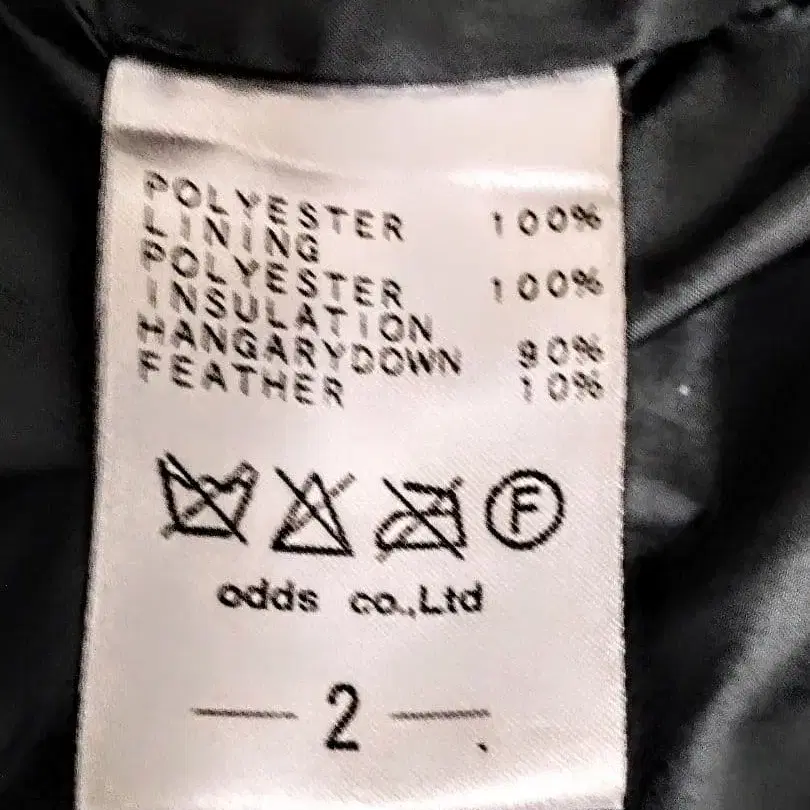 POLYESTER 100%
LINING
POLYESTER 100%
INSULATION
HANGARYDOWN 90%
FEATHER 10%
F
odds co.,Ltd
— 2 —